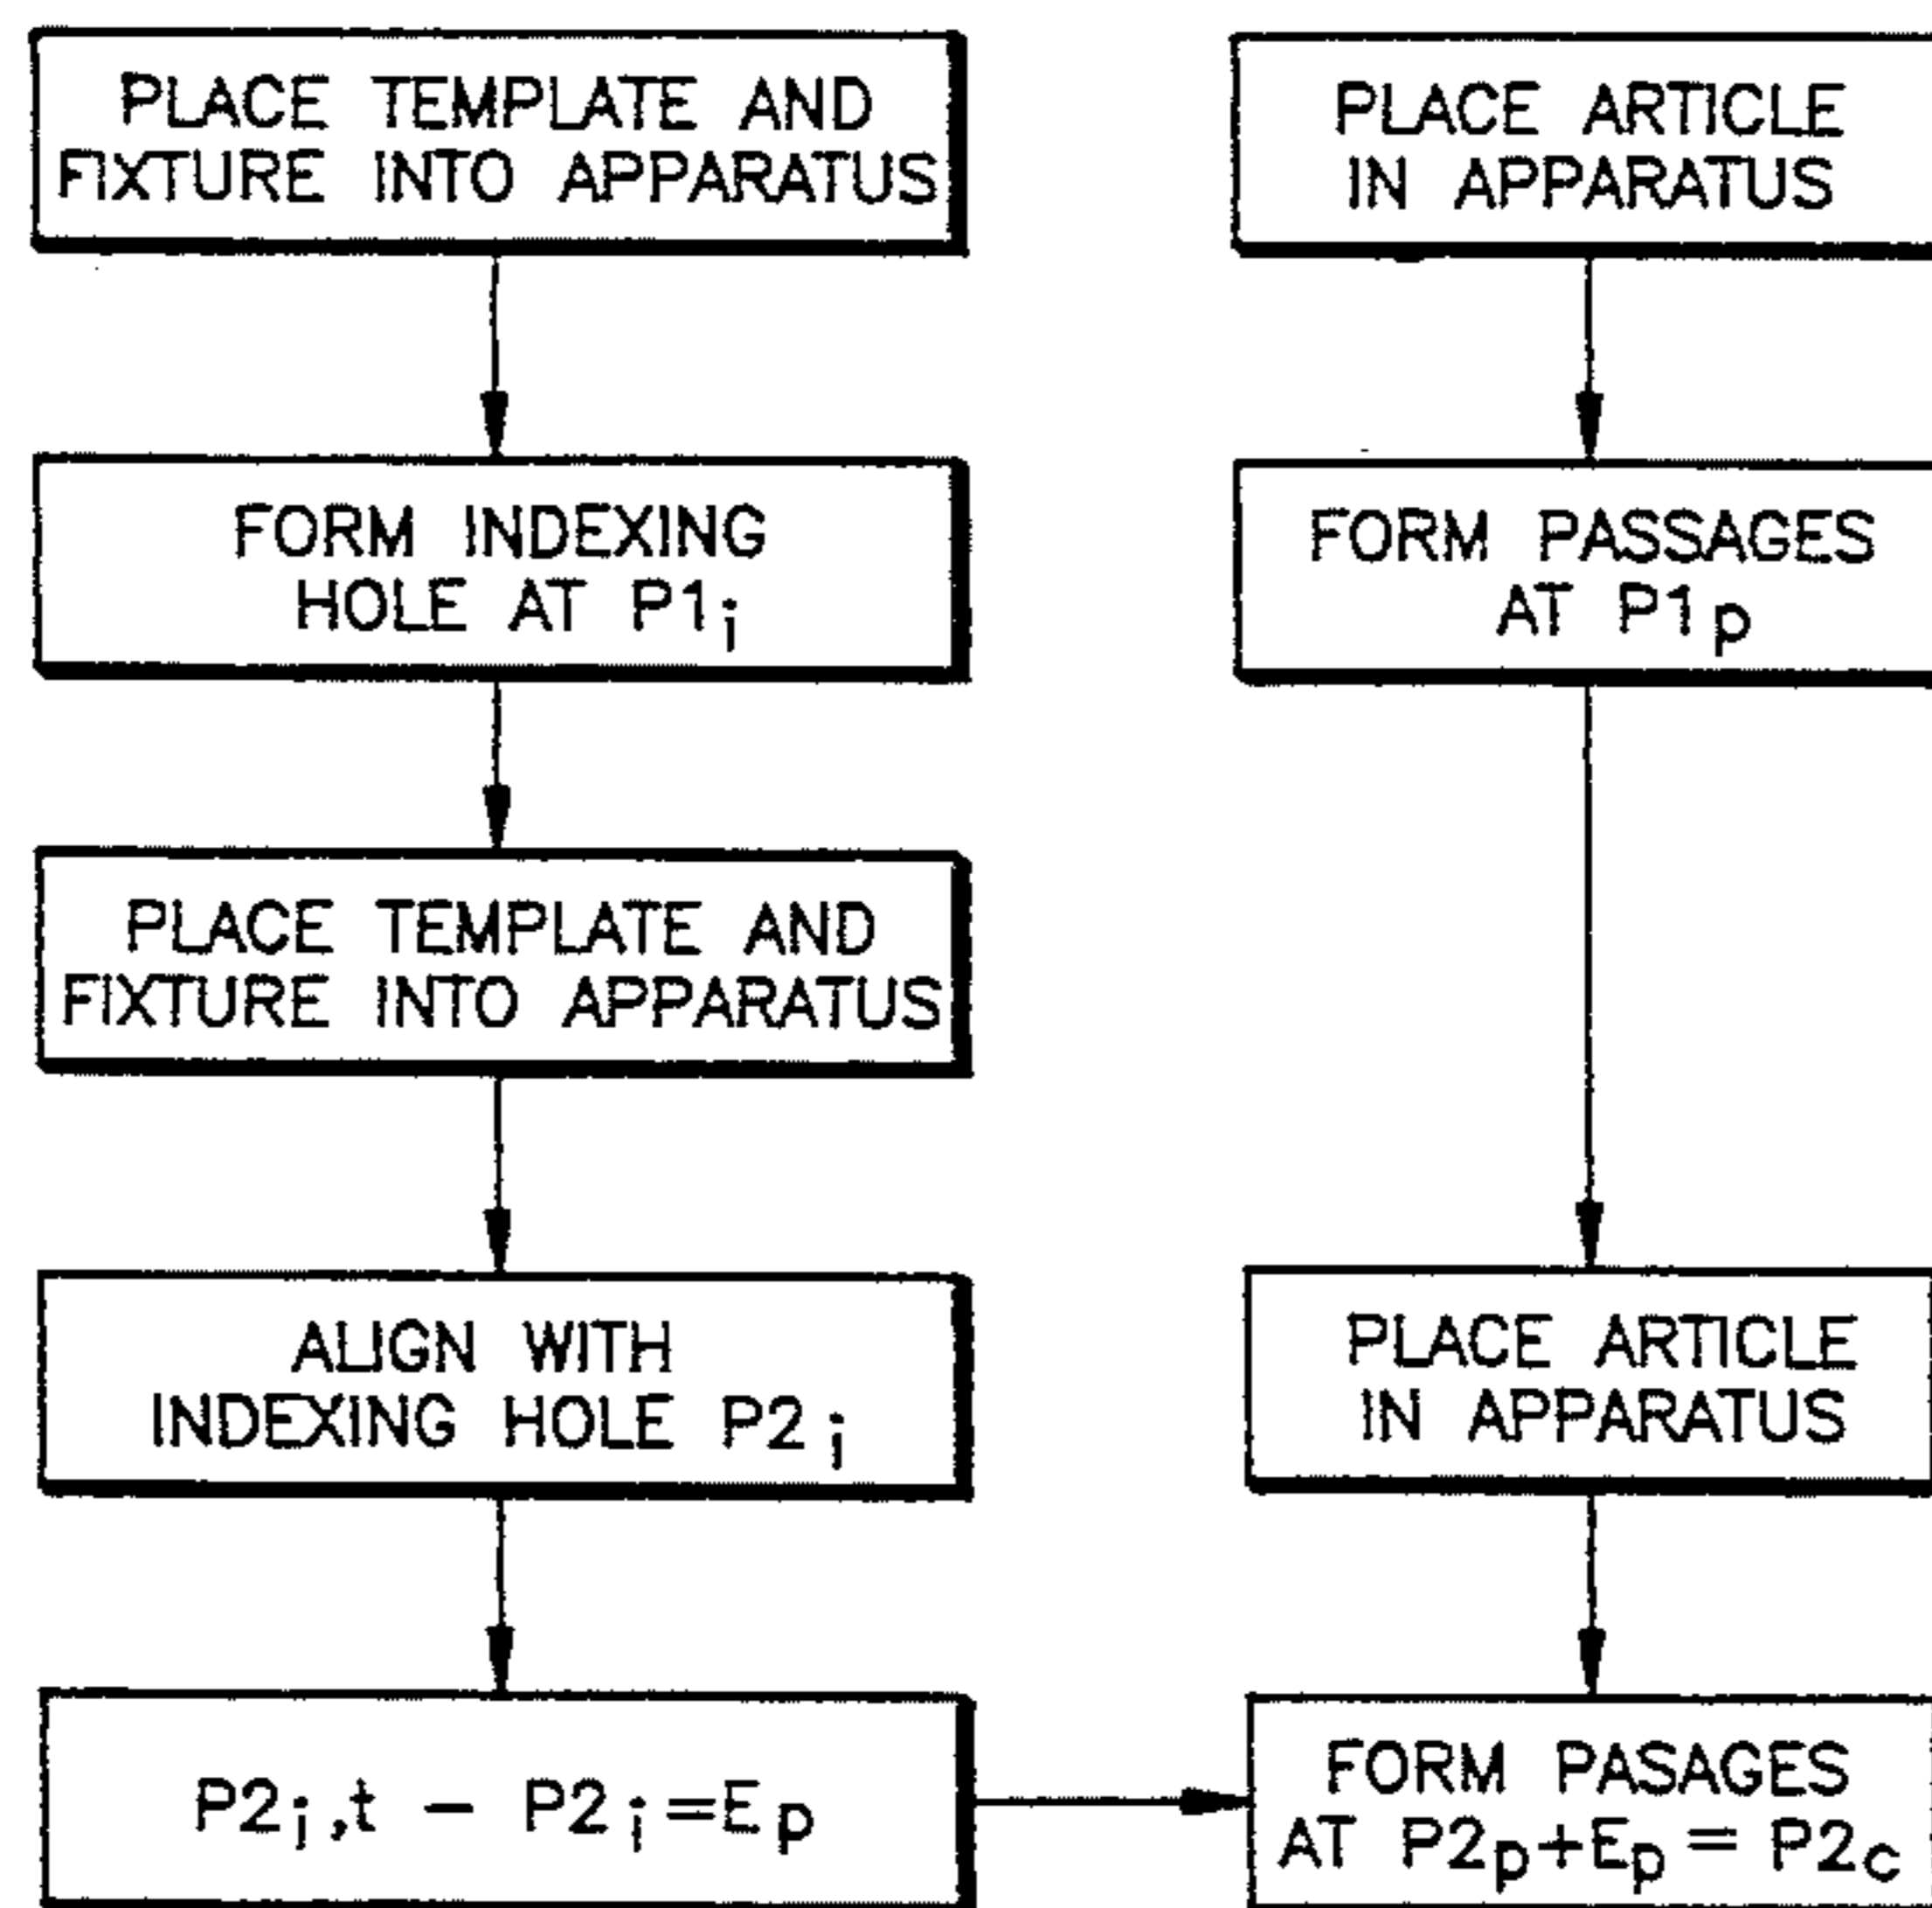 PLACE TEMPLATE AND
FIXTURE INTO APPARATUS
FORM INDEXING
HOLE AT P1i
PLACE TEMPLATE AND
FIXTURE INTO APPARATUS
ALIGN WITH
INDEXING HOLE P2i
P2i,t − P2i=Ep
PLACE ARTICLE
IN APPARATUS
FORM PASSAGES
AT P1p
PLACE ARTICLE
IN APPARATUS
FORM PASAGES
AT P2p+Ep = P2c